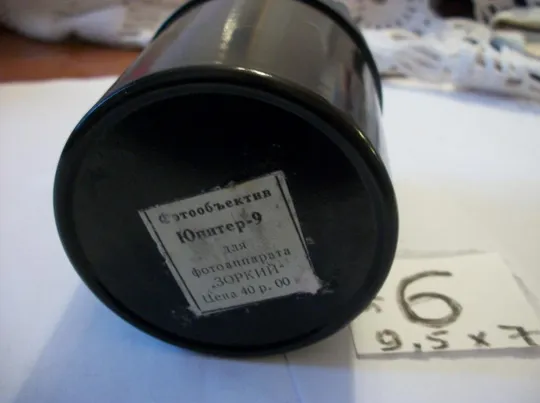 Фотообъектив
Юпитер-9
для
фотоаппарата
„ЗОРКИЙ“
Цена 40 р. 00 к
6
9,5 x 7